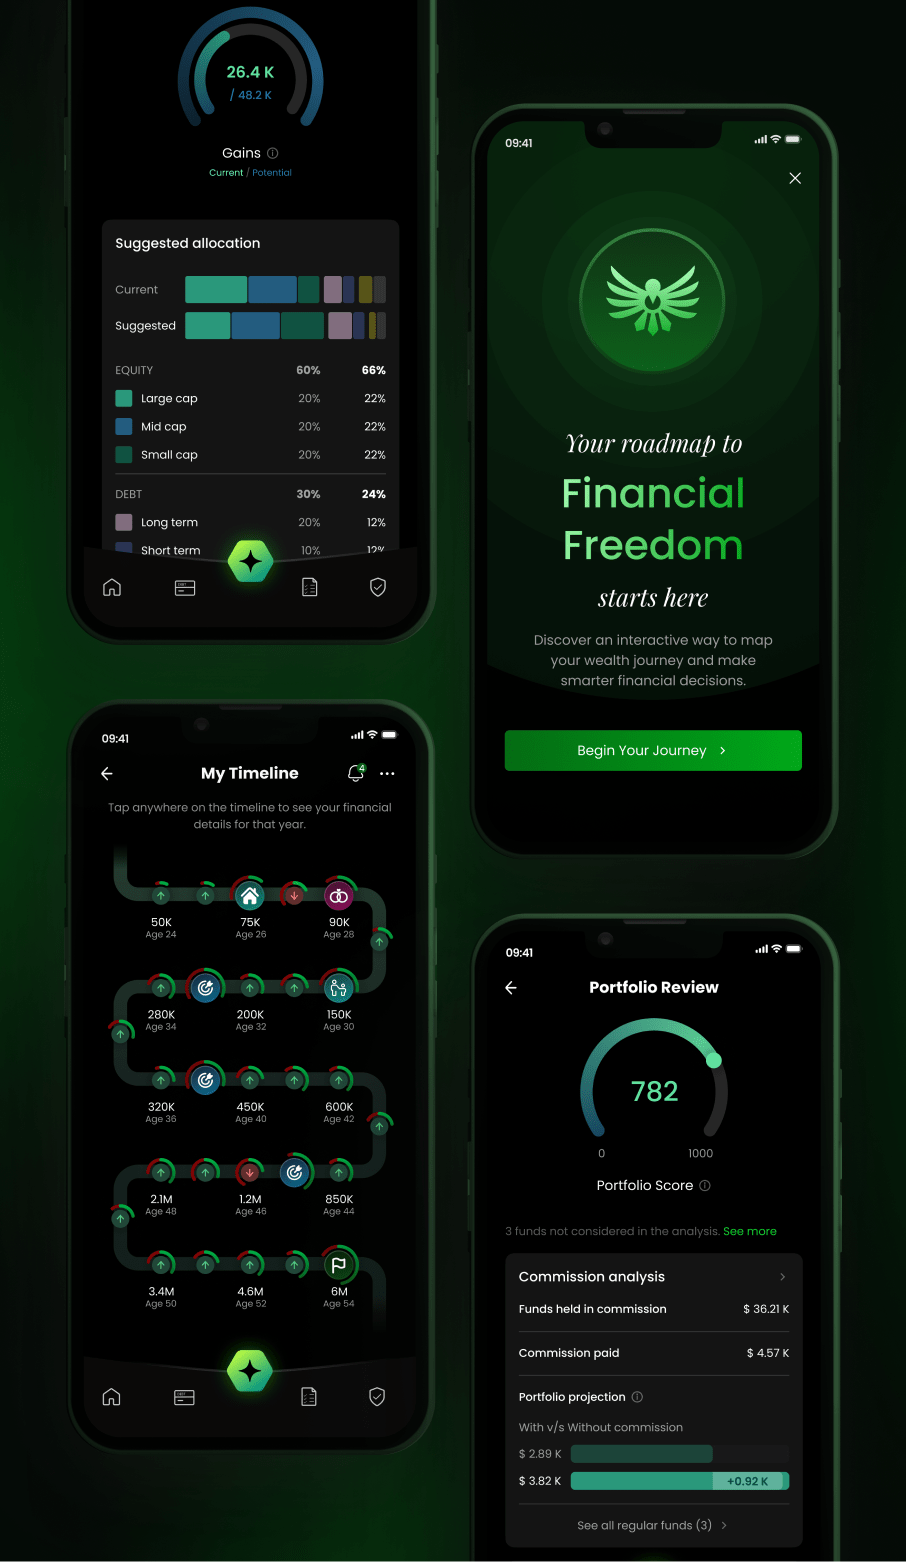 26.4 K
/ 48.2 K
Gains
Current / Potential
Suggested allocation
Current
Suggested
EQUITY 60% 66%
Large cap 20% 22%
Mid cap 20% 22%
Small cap 20% 22%
DEBT 30% 24%
Long term 20% 12%
Short term 10% 12%
09:41
Your roadmap to
Financial
Freedom
starts here
Discover an interactive way to map
your wealth journey and make
smarter financial decisions.
Begin Your Journey
09:41
My Timeline
4
Tap anywhere on the timeline to see your financial
details for that year.
50K 75K 90K
Age 24 Age 26 Age 28
280K 200K 150K
Age 34 Age 32 Age 30
320K 450K 600K
Age 36 Age 40 Age 42
2.1M 1.2M 850K
Age 48 Age 46 Age 44
3.4M 4.6M 6M
Age 50 Age 52 Age 54
09:41
Portfolio Review
782
0 1000
Portfolio Score
3 funds not considered in the analysis. See more
Commission analysis
Funds held in commission $ 36.21 K
Commission paid $ 4.57 K
Portfolio projection
With v/s Without commission
$ 2.89 K
$ 3.82 K +0.92 K
See all regular funds (3)